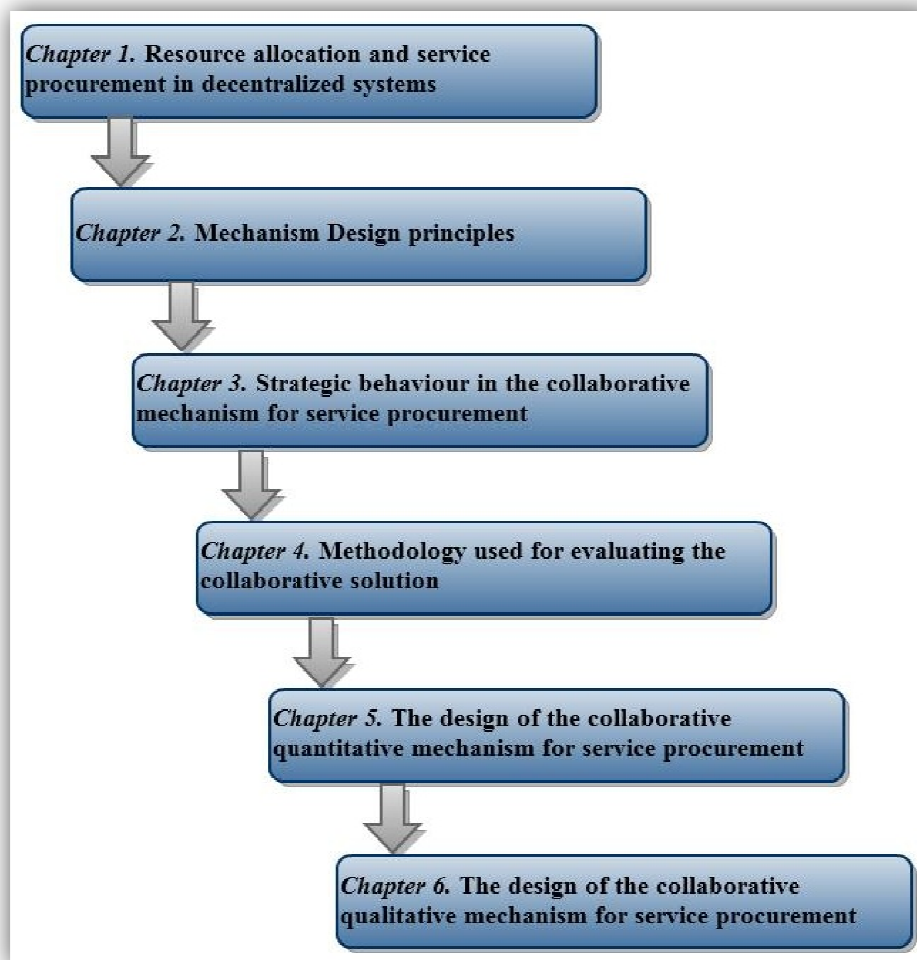 Chapter 1. Resource allocation and service
procurement in decentralized systems
Chapter 2. Mechanism Design principles
Chapter 3. Strategic behaviour in the collaborative
mechanism for service procurement
Chapter 4. Methodology used for evaluating the
collaborative solution
Chapter 5. The design of the collaborative
quantitative mechanism for service procurement
Chapter 6. The design of the collaborative
qualitative mechanism for service procurement